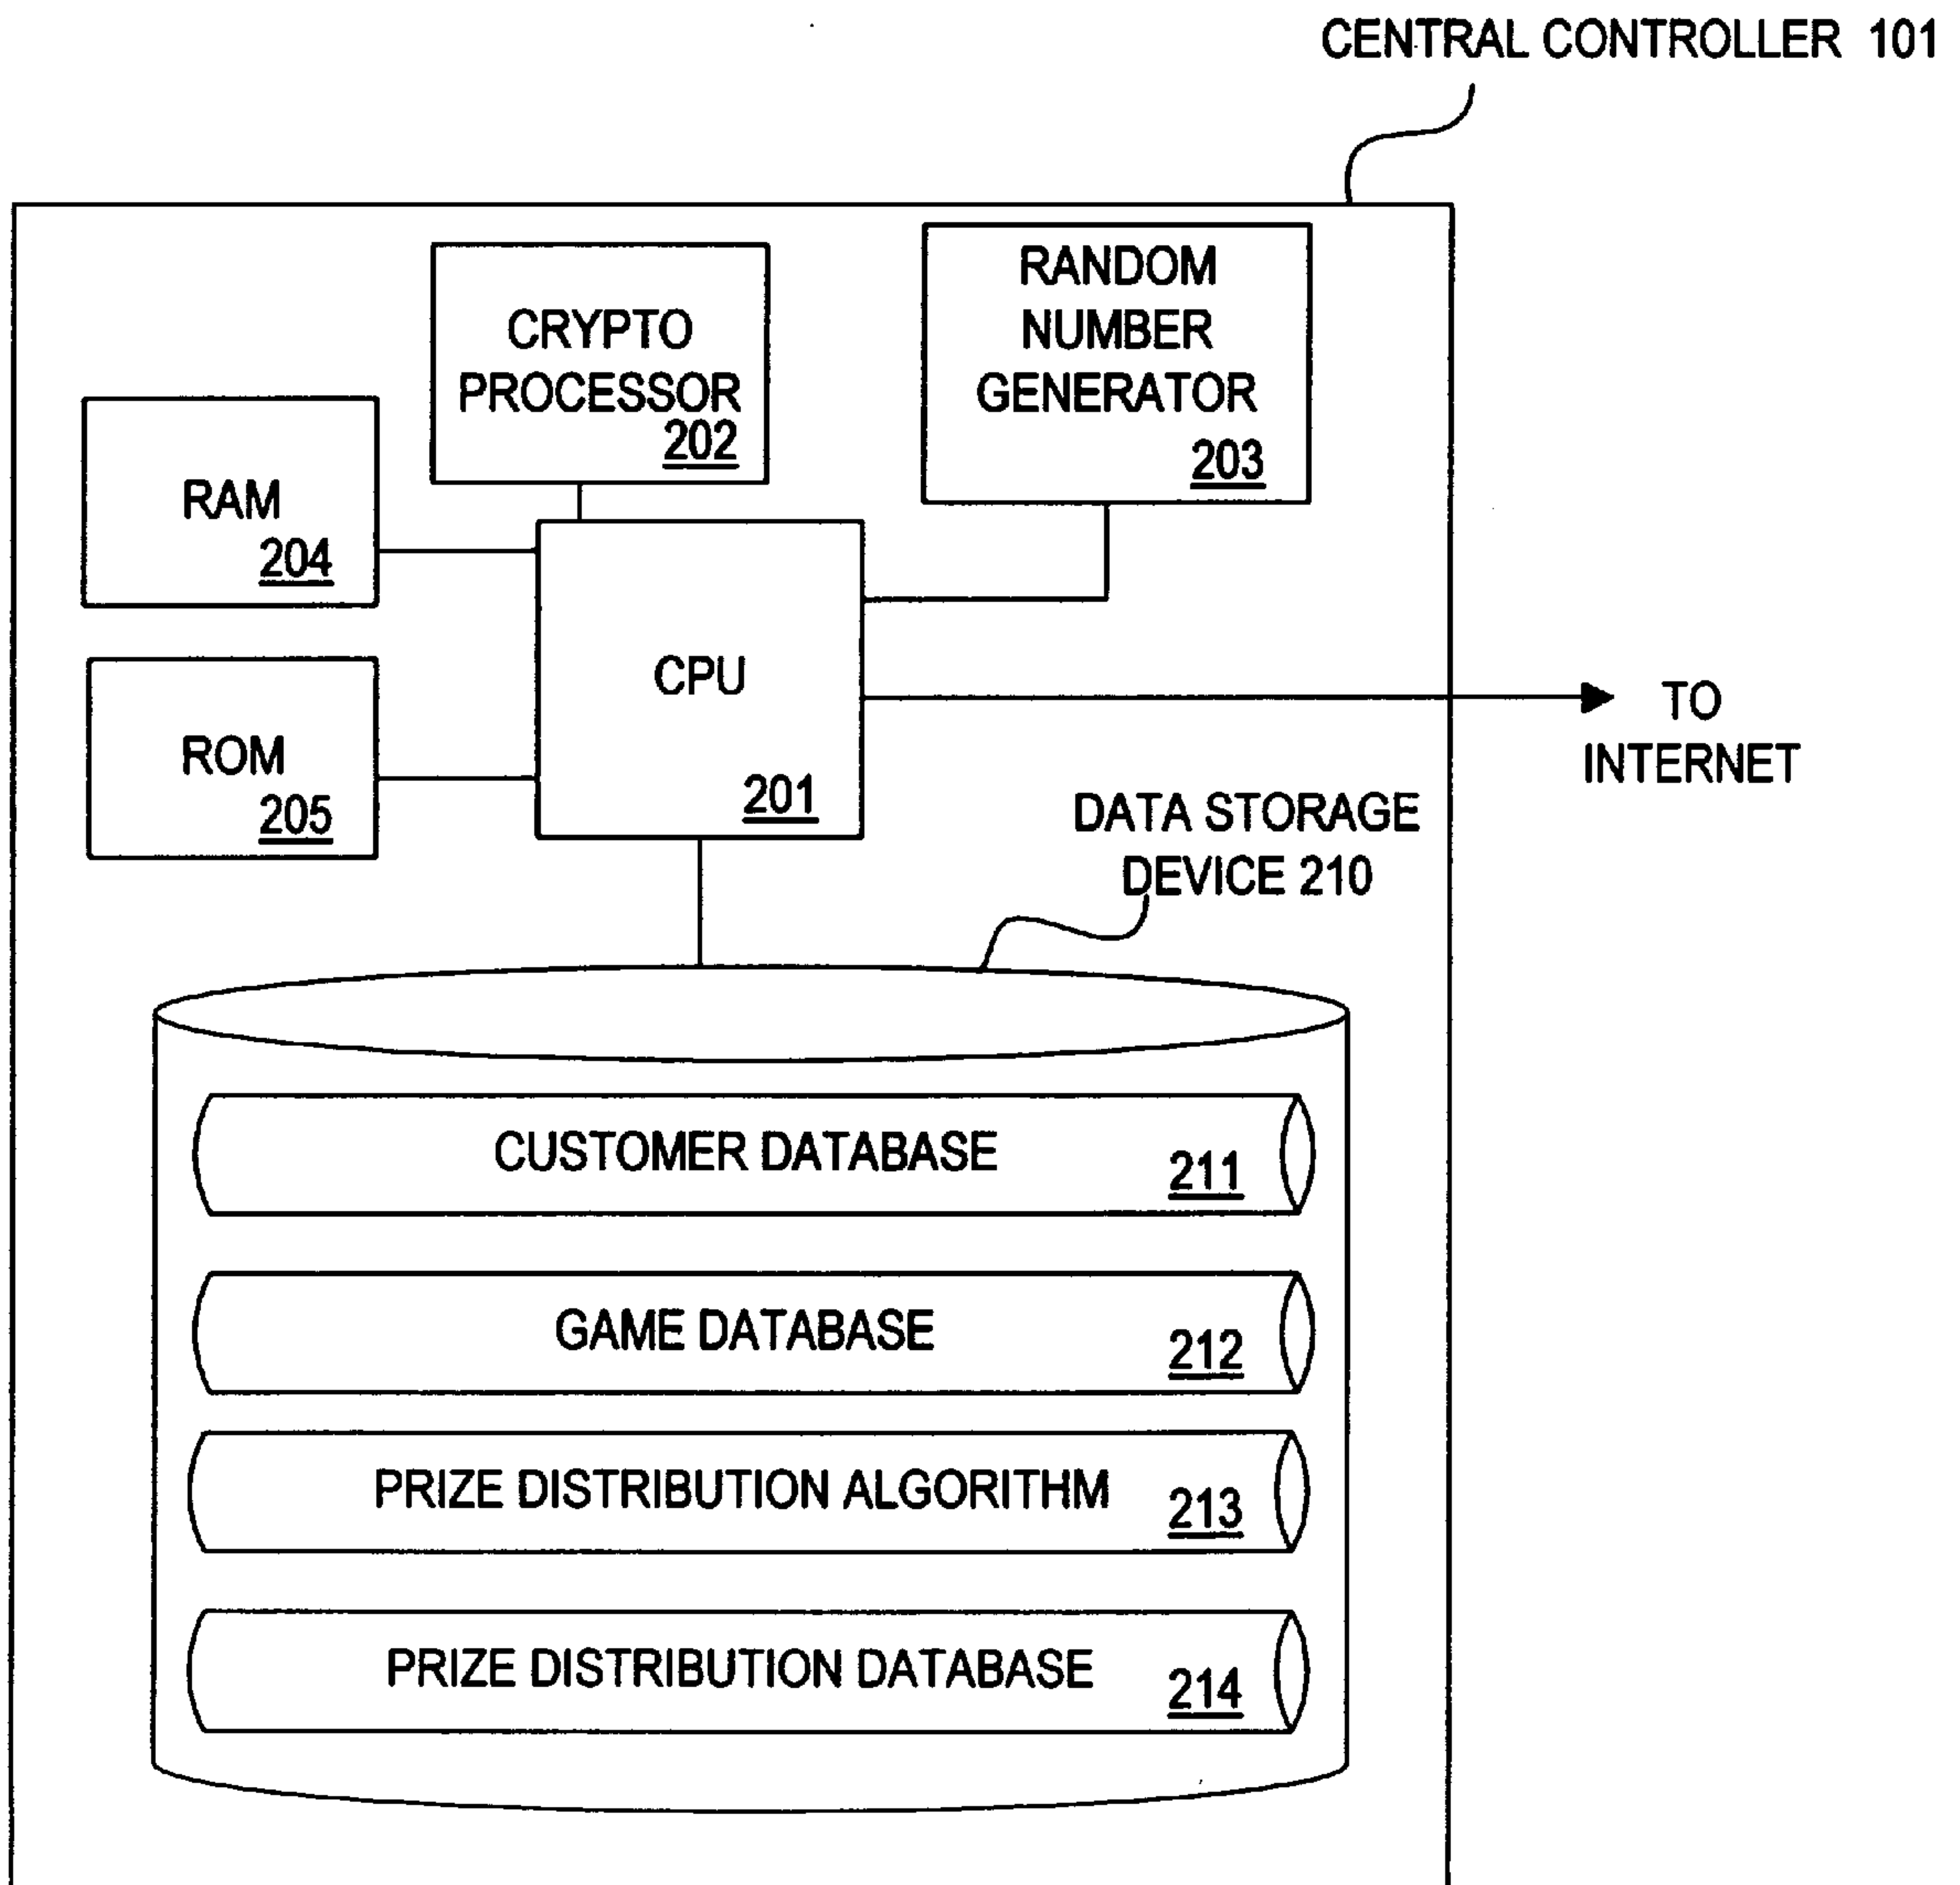 CENTRAL CONTROLLER 101
CRYPTO
PROCESSOR
202
RANDOM
NUMBER
GENERATOR
203
RAM
204
CPU
201
ROM
205
TO
INTERNET
DATA STORAGE
DEVICE 210
CUSTOMER DATABASE 211
GAME DATABASE 212
PRIZE DISTRIBUTION ALGORITHM 213
PRIZE DISTRIBUTION DATABASE 214